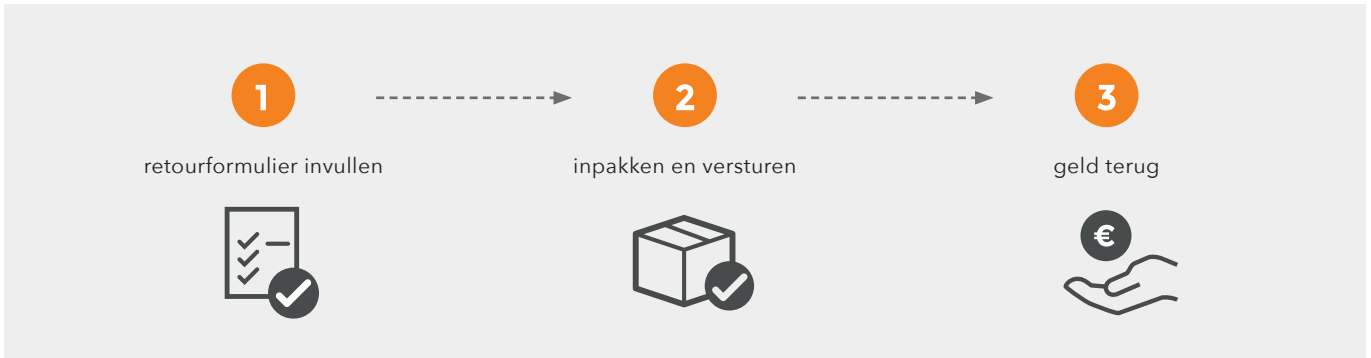 1
2
3
retourformulier invullen
inpakken en versturen
geld terug
€